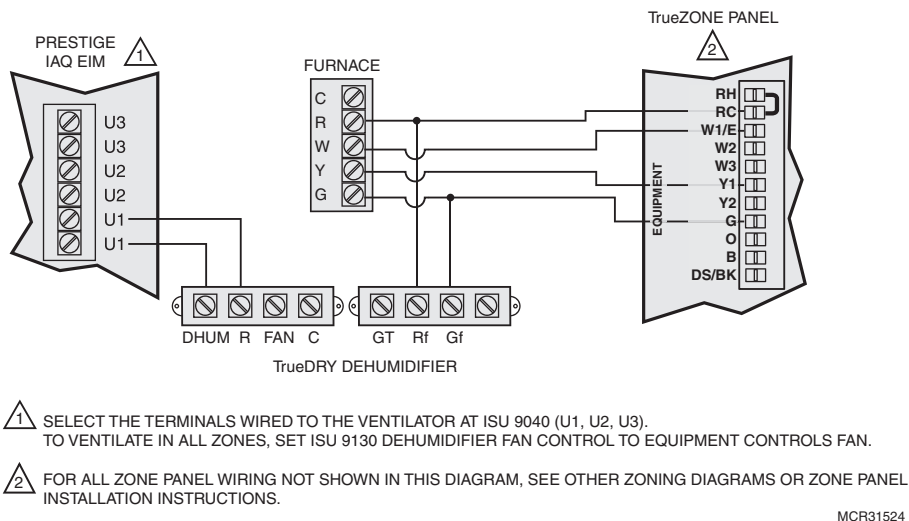 TrueZONE PANEL
2
PRESTIGE
IAQ EIM
1
FURNACE
C
R
W
Y
G
U3
U3
U2
U2
U1
U1
RH
RC
W1/E
W2
W3
Y1
Y2
G
O
B
DS/BK
EQUIPMENT
DHUM R FAN C
GT Rf Gf
TrueDRY DEHUMIDIFIER
1 SELECT THE TERMINALS WIRED TO THE VENTILATOR AT ISU 9040 (U1, U2, U3).
TO VENTILATE IN ALL ZONES, SET ISU 9130 DEHUMIDIFIER FAN CONTROL TO EQUIPMENT CONTROLS FAN.
2 FOR ALL ZONE PANEL WIRING NOT SHOWN IN THIS DIAGRAM, SEE OTHER ZONING DIAGRAMS OR ZONE PANEL
INSTALLATION INSTRUCTIONS.
MCR31524